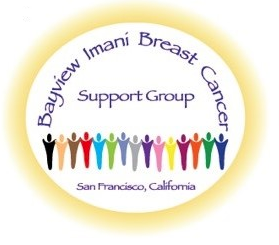 Bayview Imani Breast Cancer
Support Group
San Francisco, California